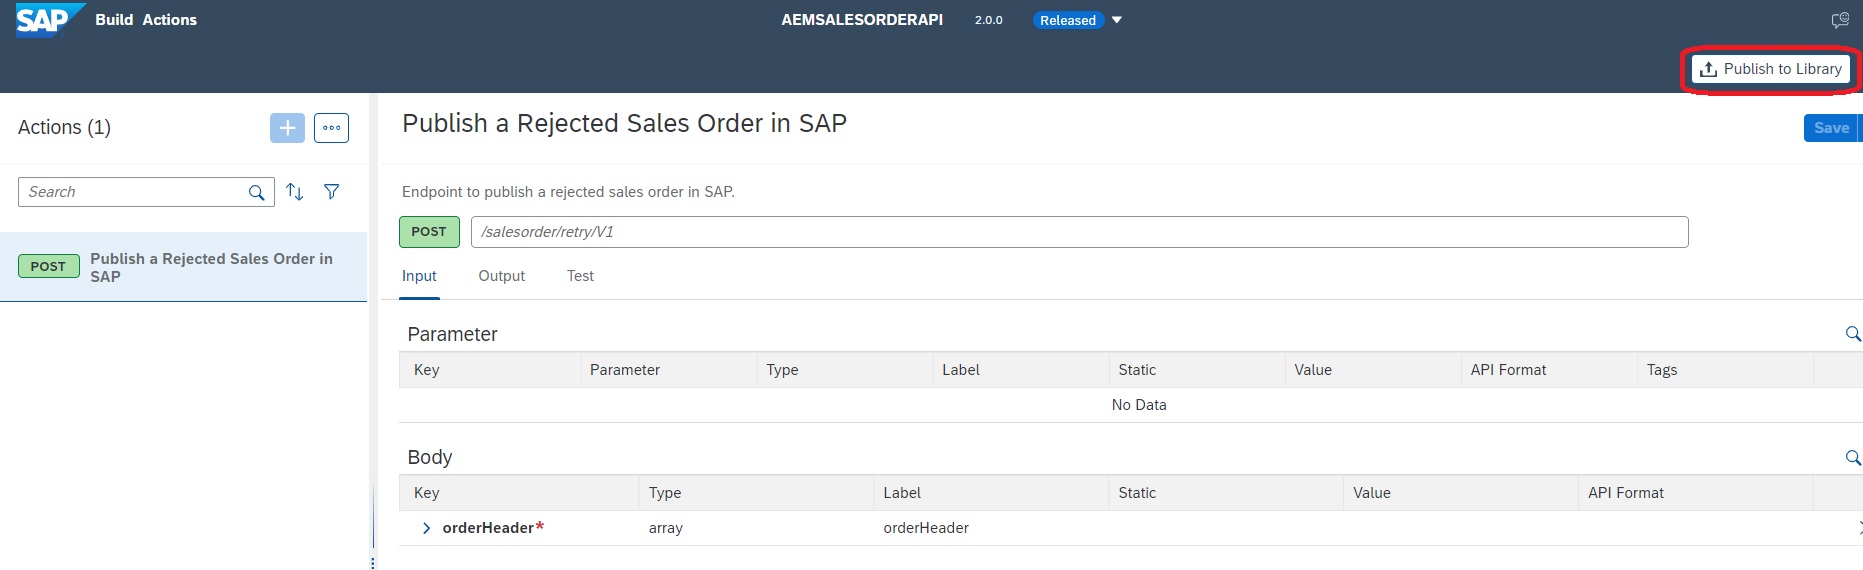 SAP Build Actions AEMSALESORDERAPI 2.0.0 Released
Publish to Library
Actions (1)
Publish a Rejected Sales Order in SAP
Save
Search
Endpoint to publish a rejected sales order in SAP.
POST /salesorder/retry/V1
POST Publish a Rejected Sales Order in
SAP
Input Output Test
Parameter
Key Parameter Type Label Static Value API Format Tags
No Data
Body
Key Type Label Static Value API Format
orderHeader* array orderHeader